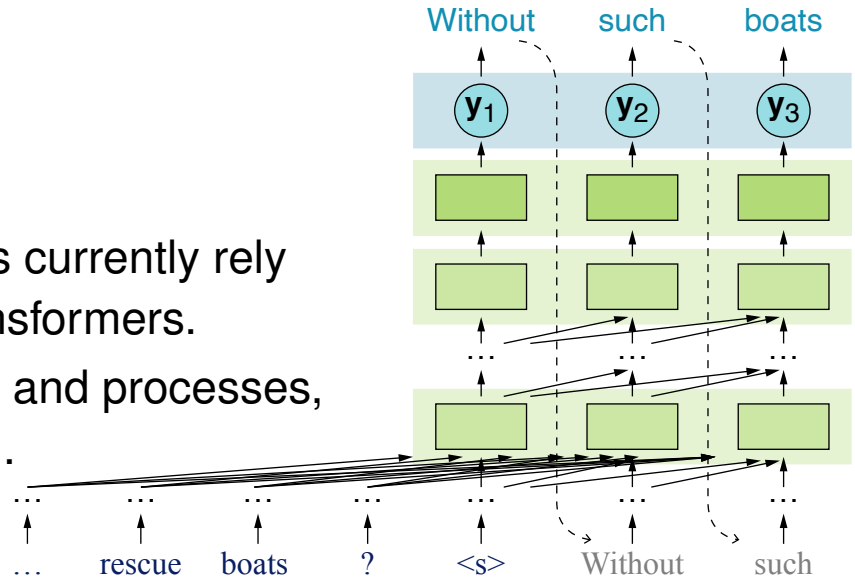 Without such boats
y1 y2 y3
s currently rely
nsformers.
... ... ...
and processes,
.
... ... ... ... ... ... ...
... rescue boats ? <s> Without such